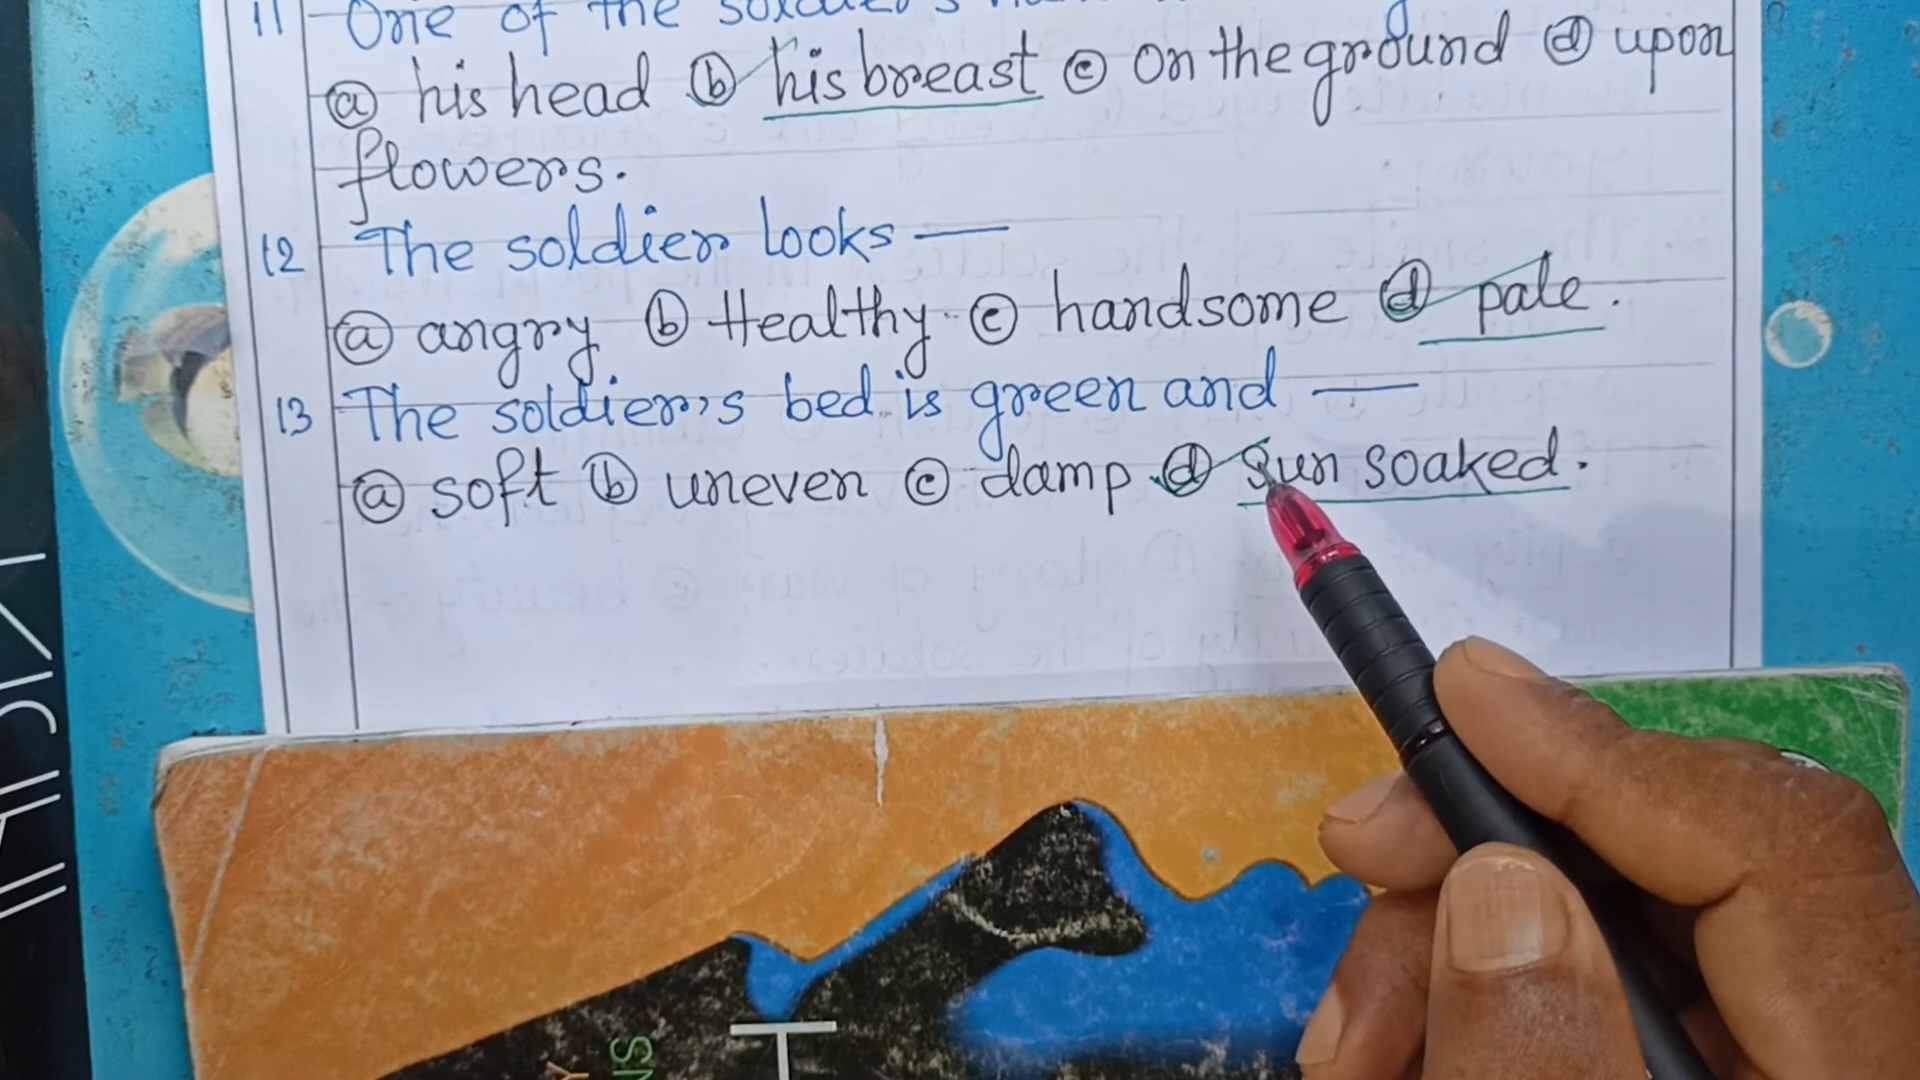 11 One of the soldier's
ⓐ his head ⓑ his breast ⓒ on the ground ⓓ upon
flowers.
12 The soldier looks —
ⓐ angry ⓑ Healthy ⓒ handsome ⓓ pale.
13 The soldier's bed is green and —
ⓐ soft ⓑ uneven ⓒ damp ⓓ Sun soaked.